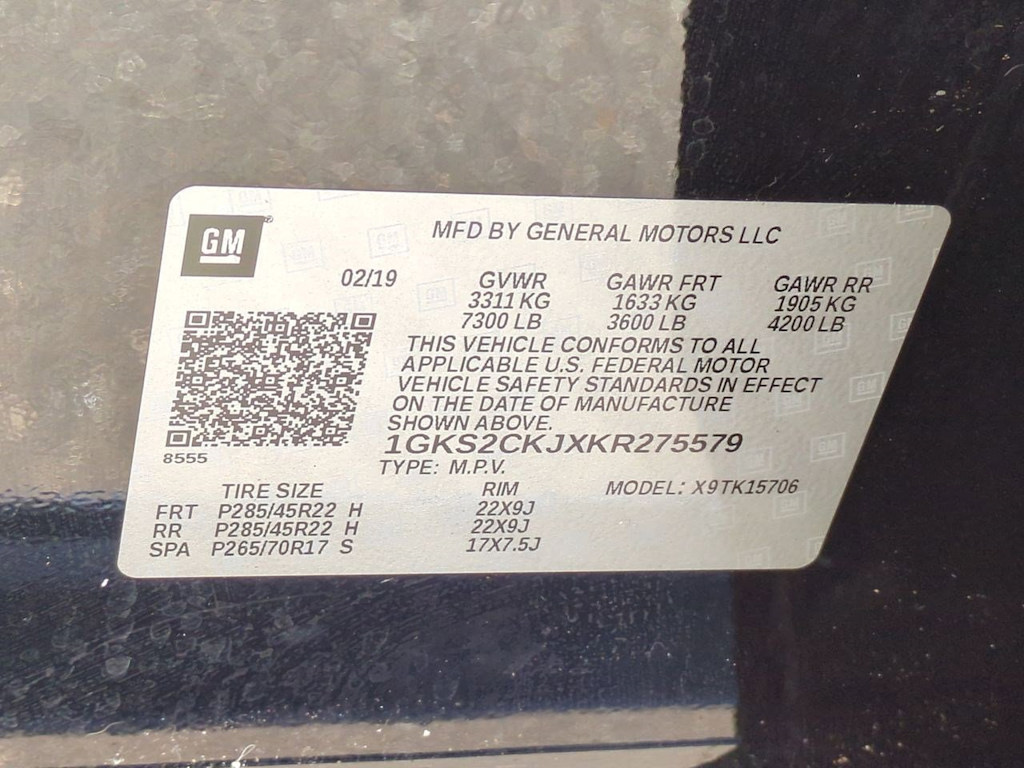 GM
MFD BY GENERAL MOTORS LLC
02/19 GVWR GAWR FRT GAWR RR
3311 KG 1633 KG 1905 KG
7300 LB 3600 LB 4200 LB
THIS VEHICLE CONFORMS TO ALL
APPLICABLE U.S. FEDERAL MOTOR
VEHICLE SAFETY STANDARDS IN EFFECT
ON THE DATE OF MANUFACTURE
SHOWN ABOVE.
1GKS2CKJXKR275579
8555
TYPE: M.P.V.
TIRE SIZE RIM MODEL: X9TK15706
FRT P285/45R22 H 22X9J
RR P285/45R22 H 22X9J
SPA P265/70R17 S 17X7.5J